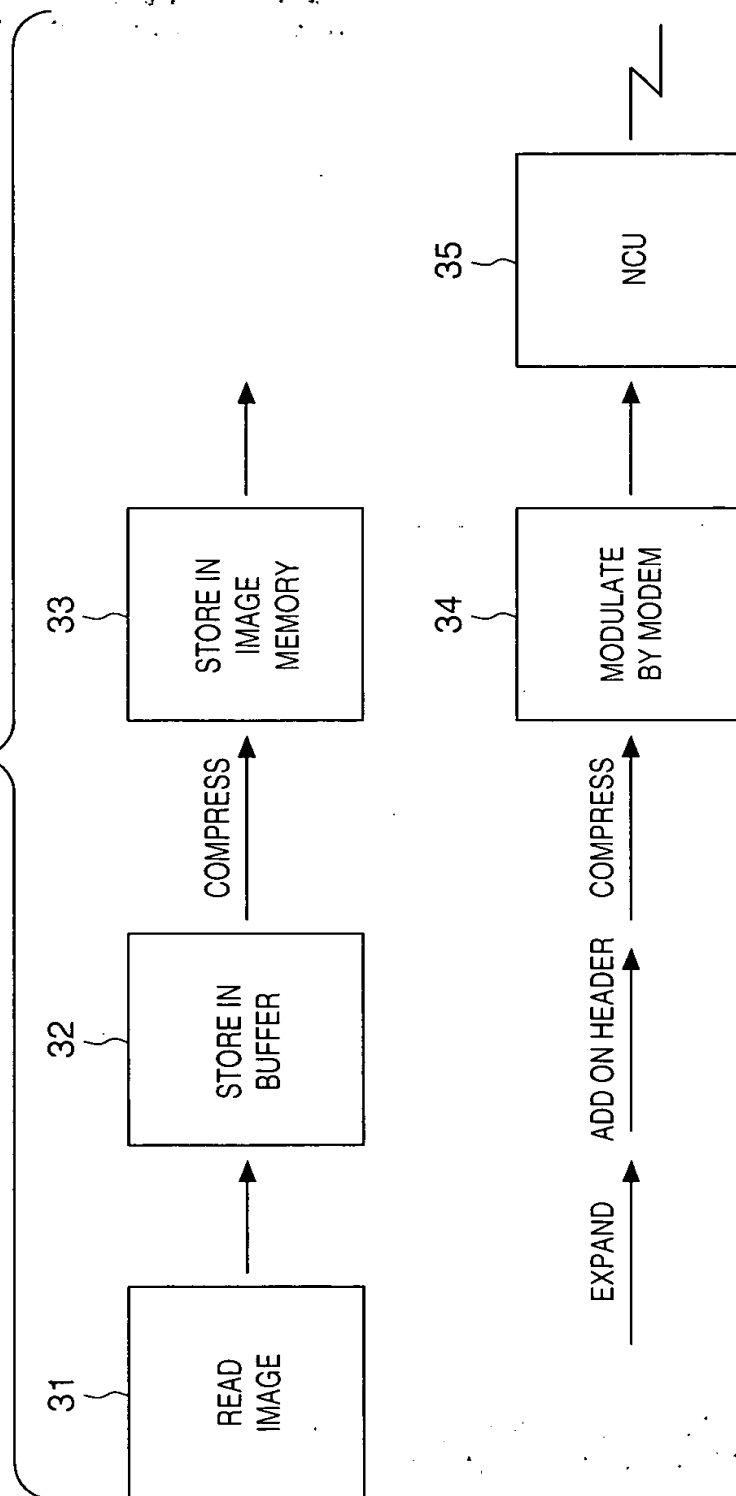 31
READ
IMAGE
32
STORE IN
BUFFER
COMPRESS
33
STORE IN
IMAGE
MEMORY
EXPAND
ADD ON HEADER
COMPRESS
34
MODULATE
BY MODEM
35
NCU